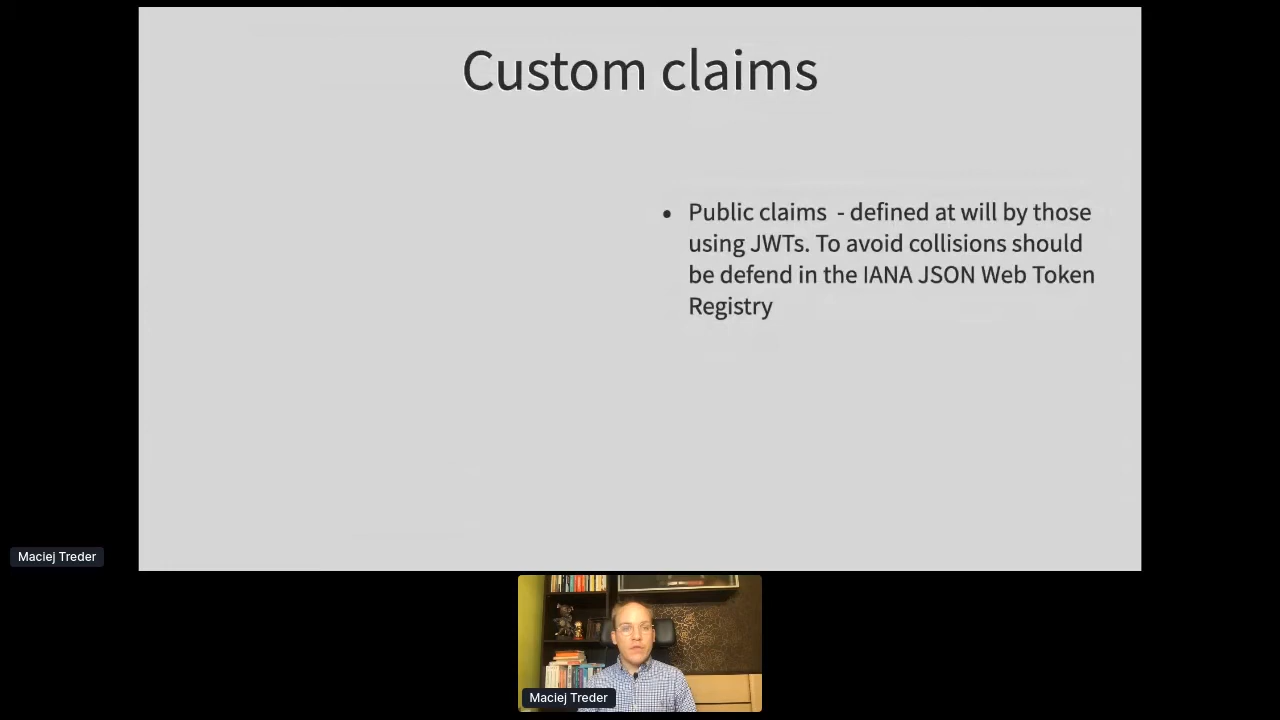 Custom claims
• Public claims - defined at will by those
using JWTs. To avoid collisions should
be defend in the IANA JSON Web Token
Registry
Maciej Treder
Maciej Treder